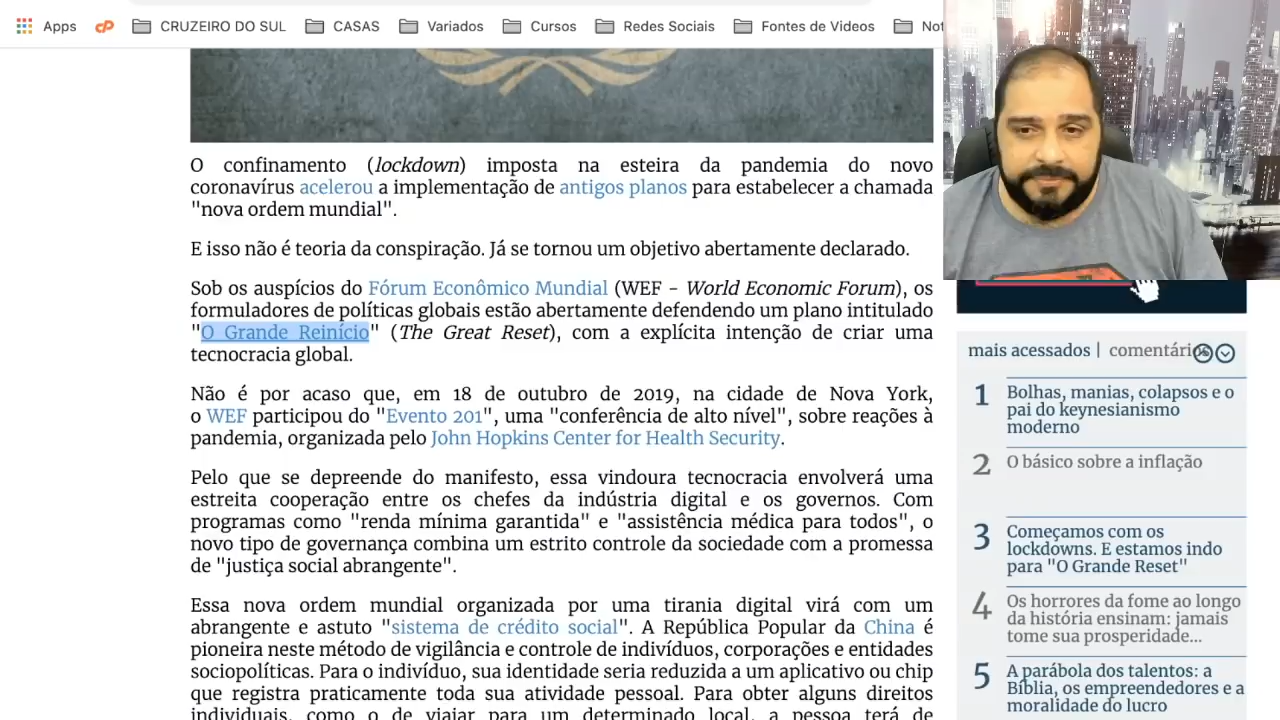 Apps CRUZEIRO DO SUL CASAS Variados Cursos Redes Sociais Fontes de Videos Not
O confinamento (lockdown) imposta na esteira da pandemia do novo
coronavírus acelerou a implementação de antigos planos para estabelecer a chamada
"nova ordem mundial".
E isso não é teoria da conspiração. Já se tornou um objetivo abertamente declarado.
Sob os auspícios do Fórum Econômico Mundial (WEF - World Economic Forum), os
formuladores de políticas globais estão abertamente defendendo um plano intitulado
"O Grande Reinício" (The Great Reset), com a explícita intenção de criar uma
tecnocracia global.
Não é por acaso que, em 18 de outubro de 2019, na cidade de Nova York,
o WEF participou do "Evento 201", uma "conferência de alto nível", sobre reações à
pandemia, organizada pelo John Hopkins Center for Health Security.
Pelo que se depreende do manifesto, essa vindoura tecnocracia envolverá uma
estreita cooperação entre os chefes da indústria digital e os governos. Com
programas como "renda mínima garantida" e "assistência médica para todos", o
novo tipo de governança combina um estrito controle da sociedade com a promessa
de "justiça social abrangente".
Essa nova ordem mundial organizada por uma tirania digital virá com um
abrangente e astuto "sistema de crédito social". A República Popular da China é
pioneira neste método de vigilância e controle de indivíduos, corporações e entidades
sociopolíticas. Para o indivíduo, sua identidade seria reduzida a um aplicativo ou chip
que registra praticamente toda sua atividade pessoal. Para obter alguns direitos
individuais, como o de viajar para um determinado local, a pessoa terá de
mais acessados | comentários
1 Bolhas, manias, colapsos e o
pai do keynesianismo
moderno
2 O básico sobre a inflação
3 Começamos com os
lockdowns. E estamos indo
para "O Grande Reset"
4 Os horrores da fome ao longo
da história ensinam: jamais
tome sua prosperidade...
5 A parábola dos talentos: a
Bíblia, os empreendedores e a
moralidade do lucro